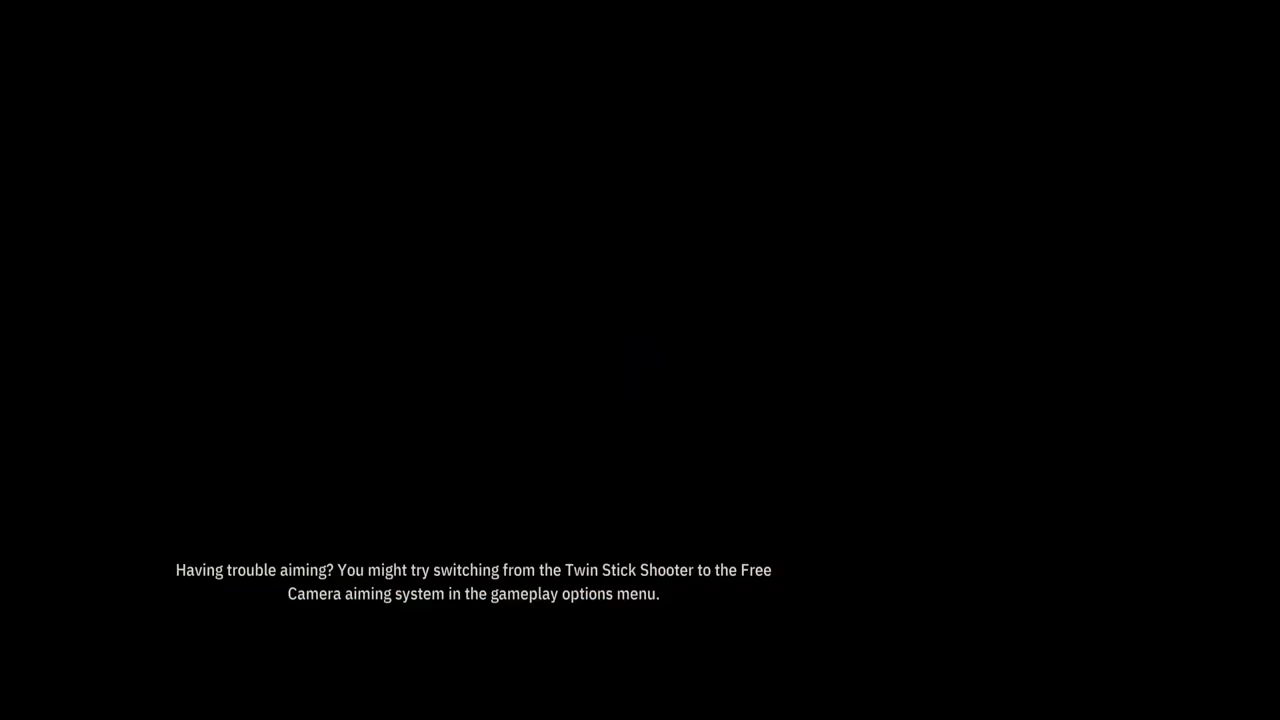 Having trouble aiming? You might try switching from the Twin Stick Shooter to the Free
Camera aiming system in the gameplay options menu.